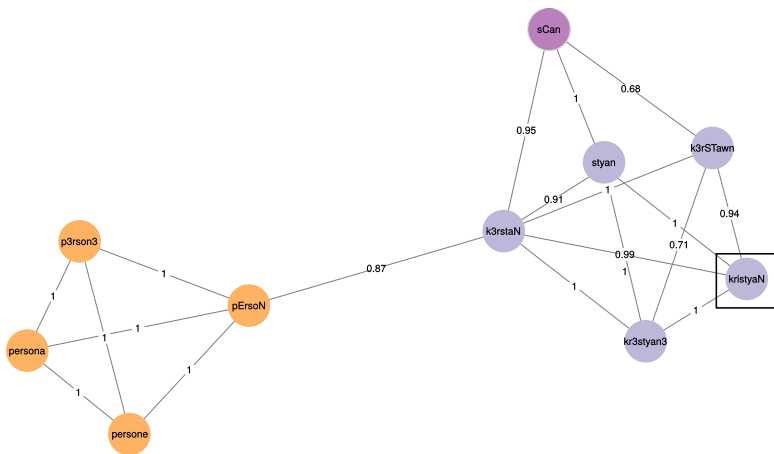 sCan
0.68
1
0.95
k3rSTawn
styan
1
0.91
0.94
1
k3rstaN
p3rson3
0.71
0.99
0.87
1
1
kristyaN
1
1
pErsoN
1
1
1
1
kr3styan3
persona
1
1
persone